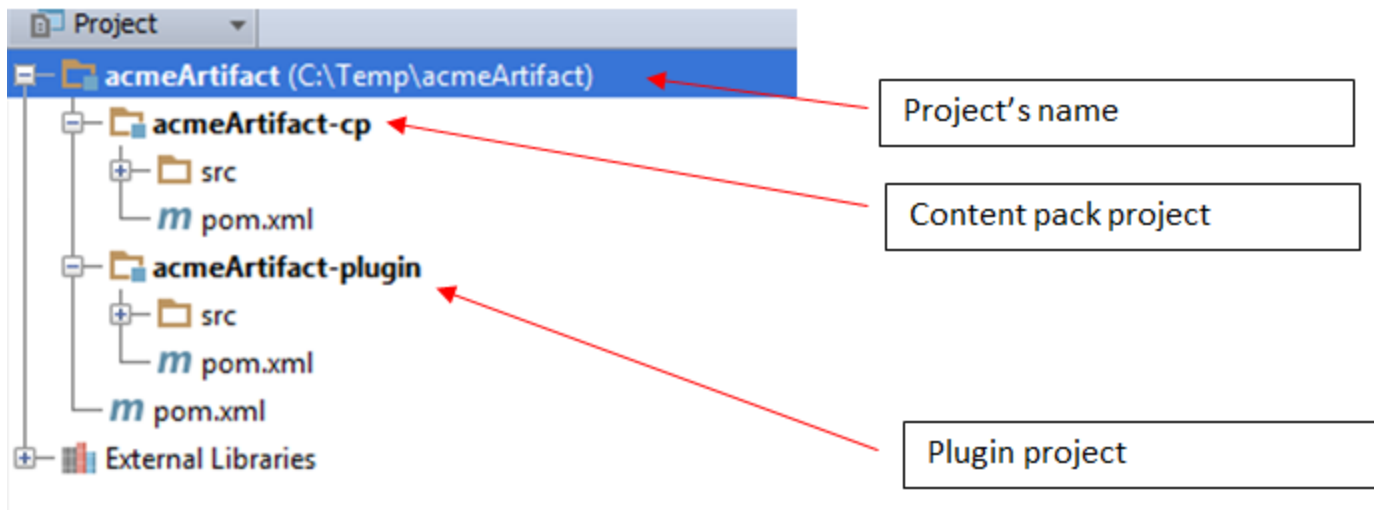 Project
acmeArtifact (C:\Temp\acmeArtifact)
Project's name
acmeArtifact-cp
src
Content pack project
m pom.xml
acmeArtifact-plugin
src
m pom.xml
m pom.xml
External Libraries
Plugin project